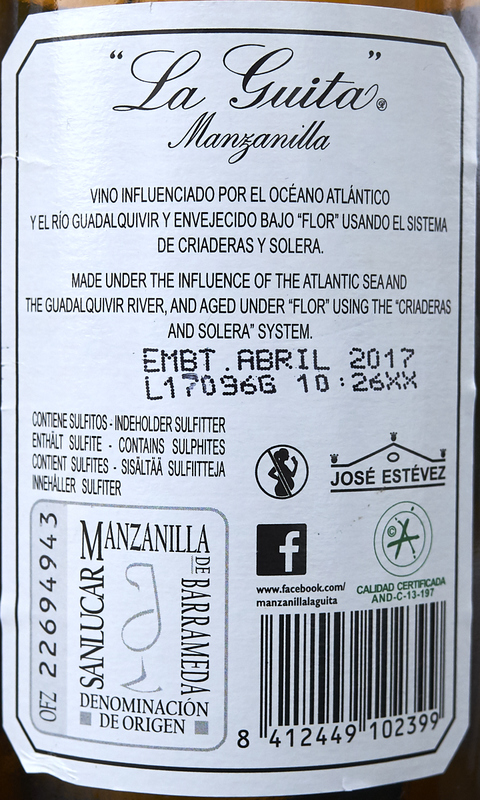 “La Guita”®
Manzanilla
VINO INFLUENCIADO POR EL OCÉANO ATLÁNTICO
Y EL RÍO GUADALQUIVIR Y ENVEJECIDO BAJO “FLOR” USANDO EL SISTEMA
DE CRIADERAS Y SOLERA.
MADE UNDER THE INFLUENCE OF THE ATLANTIC SEA AND
THE GUADALQUIVIR RIVER, AND AGED UNDER “FLOR” USING THE “CRIADERAS
AND SOLERA” SYSTEM.
EMBT.ABRIL 2017
L17096G 10:26XX
CONTIENE SULFITOS - INDEHOLDER SULFITTER
ENTHÄLT SULFITE - CONTAINS SULPHITES
CONTIENT SULFITES - SISÄLTÄÄ SULFIITTEJA
INNEHÅLLER SULFITER
JOSÉ ESTÉVEZ
f
www.facebook.com/
manzanillalaguita
©
CALIDAD CERTIFICADA
AND-C-13-197
OFZ 22694943
MANZANILLA
SANLUCAR
DE BARRAMEDA
DENOMINACIÓN
DE ORIGEN
8 412449 102399